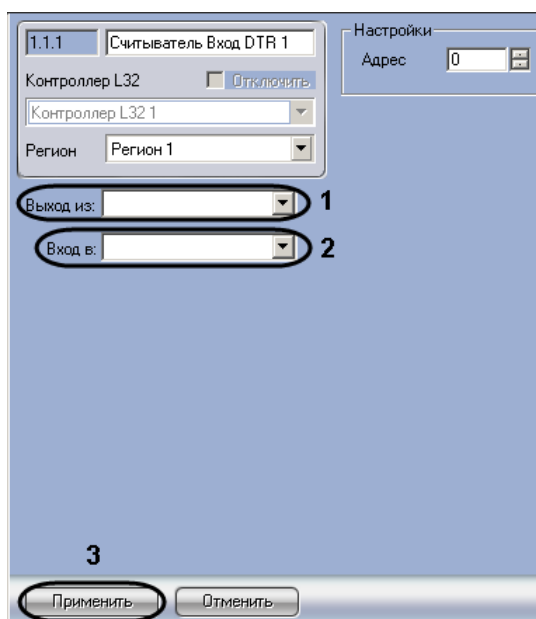 1.1.1 Считыватель Вход DTR 1
Контроллер L32 Отключить
Контроллер L32 1
Регион Регион 1
Настройки
Адрес 0
Выход из: 1
Вход в: 2
3
Применить Отменить